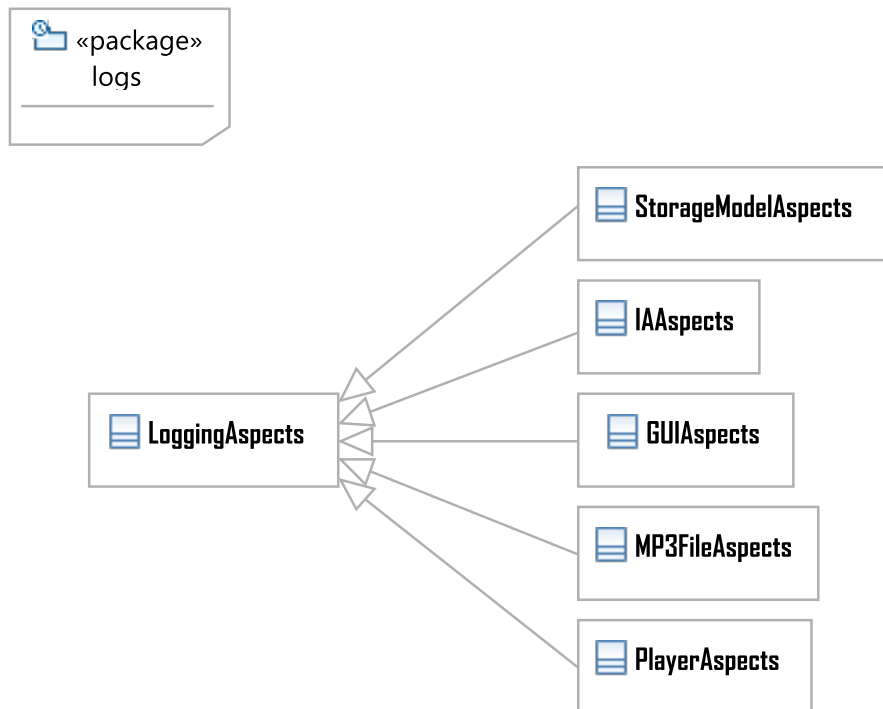 «package»
logs
StorageModelAspects
IAAspects
LoggingAspects
GUIAspects
MP3FileAspects
PlayerAspects